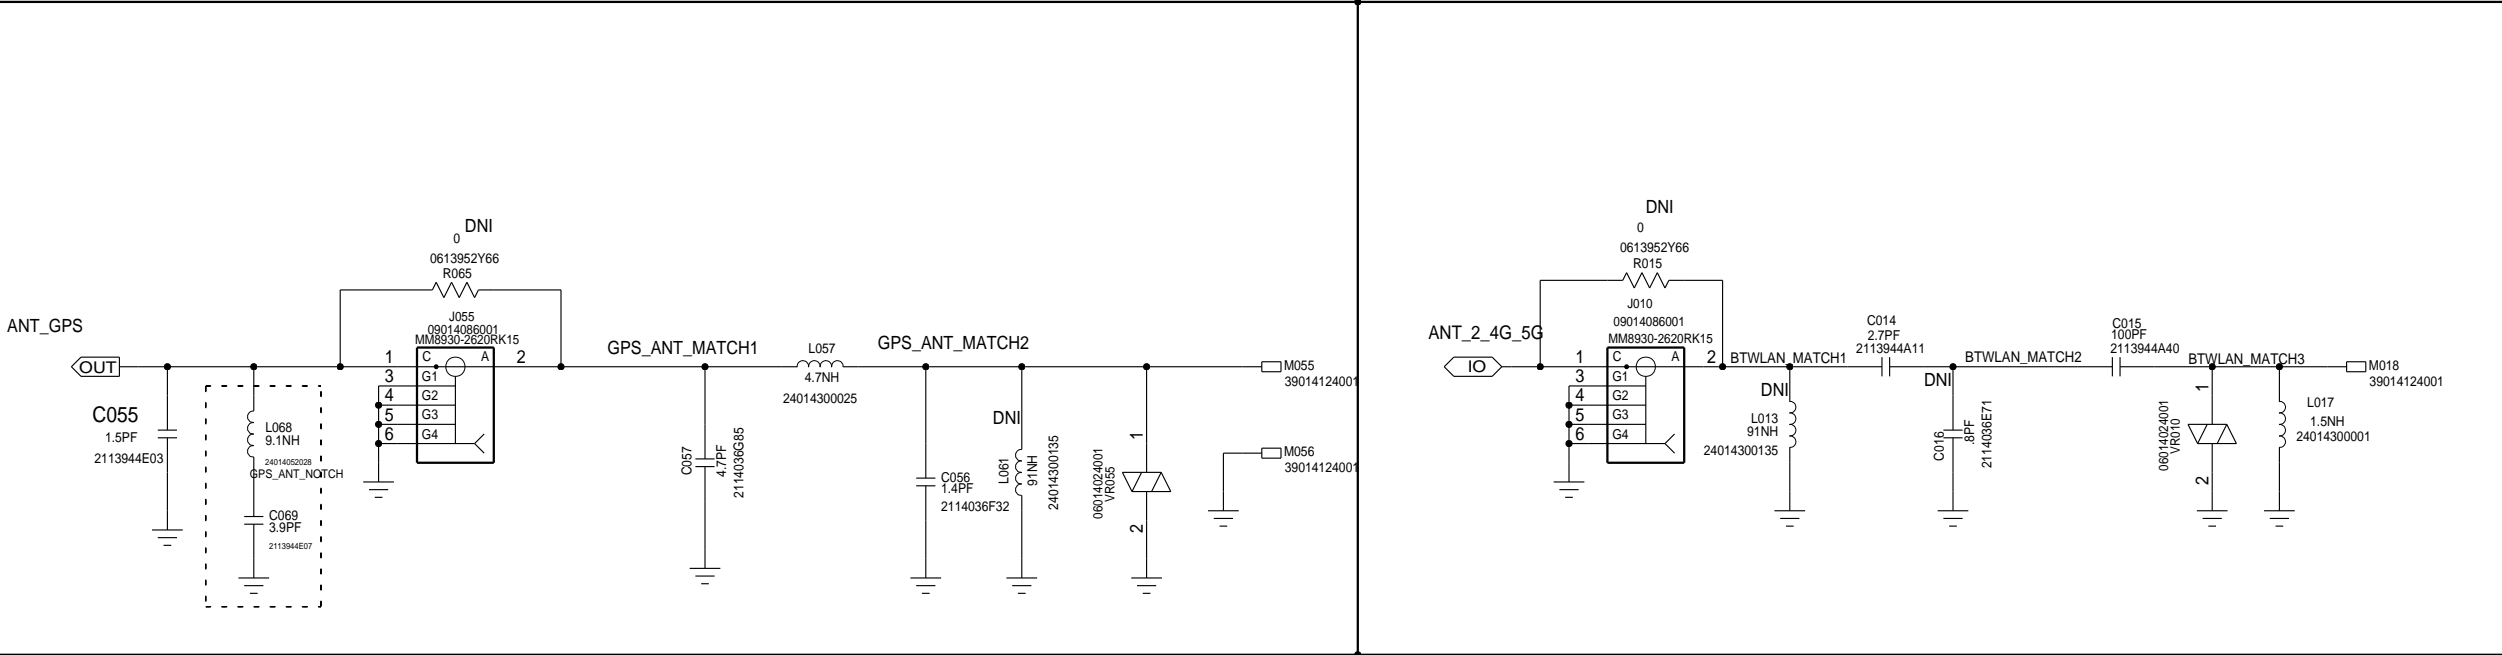 ANT_GPS
OUT
C055
1.5PF
2113944E03
L068
9.1NH
24014052028
GPS_ANT_NOTCH
C069
3.9PF
2113944E07
DNI
0
0613952Y66
R065
J055
09014086001
MM8930-2620RK15
1
C
A
2
3
G1
4
G2
5
G3
6
G4
GPS_ANT_MATCH1
C057
4.7PF
2114036G85
L057
4.7NH
24014300025
GPS_ANT_MATCH2
C056
1.4PF
2114036F32
DNI
L061
91NH
24014300135
1
06014024001
VR055
2
M055
39014124001
M056
39014124001
ANT_2_4G_5G
IO
DNI
0
0613952Y66
R015
J010
09014086001
MM8930-2620RK15
1
C
A
2
3
G1
4
G2
5
G3
6
G4
BTWLAN_MATCH1
DNI
L013
91NH
24014300135
C014
2.7PF
2113944A11
BTWLAN_MATCH2
DNI
C016
.8PF
2114036E71
C015
100PF
2113944A40
BTWLAN_MATCH3
1
06014024001
VR010
2
L017
1.5NH
24014300001
M018
39014124001